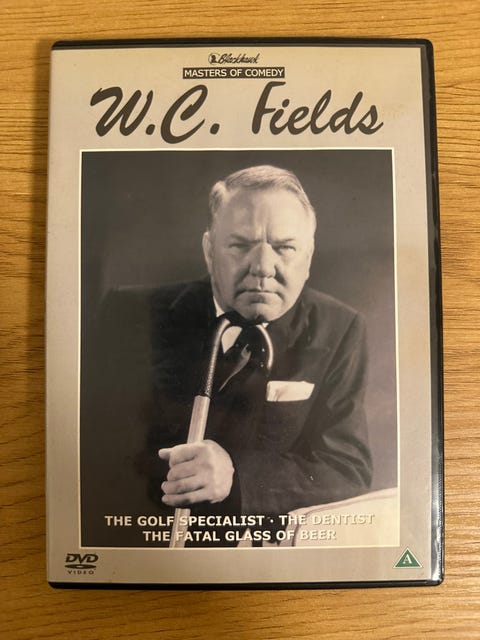 Blackhawk
MASTERS OF COMEDY
W.C. Fields
THE GOLF SPECIALIST · THE DENTIST
THE FATAL GLASS OF BEER
DVD
VIDEO
A